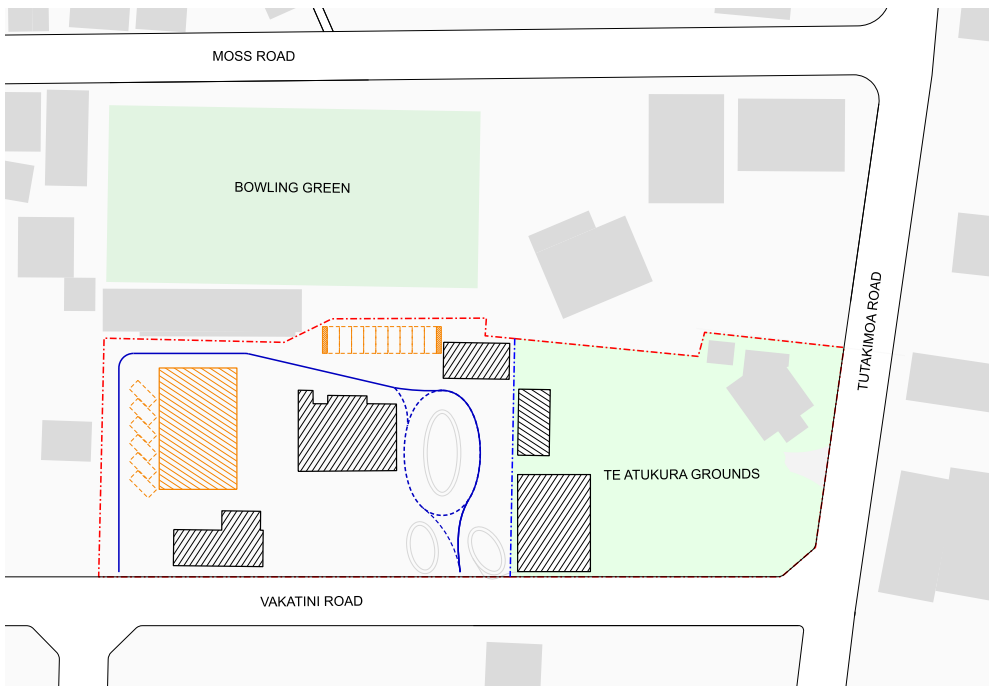 MOSS ROAD
BOWLING GREEN
TUTAKIMOA ROAD
TE ATUKURA GROUNDS
VAKATINI ROAD